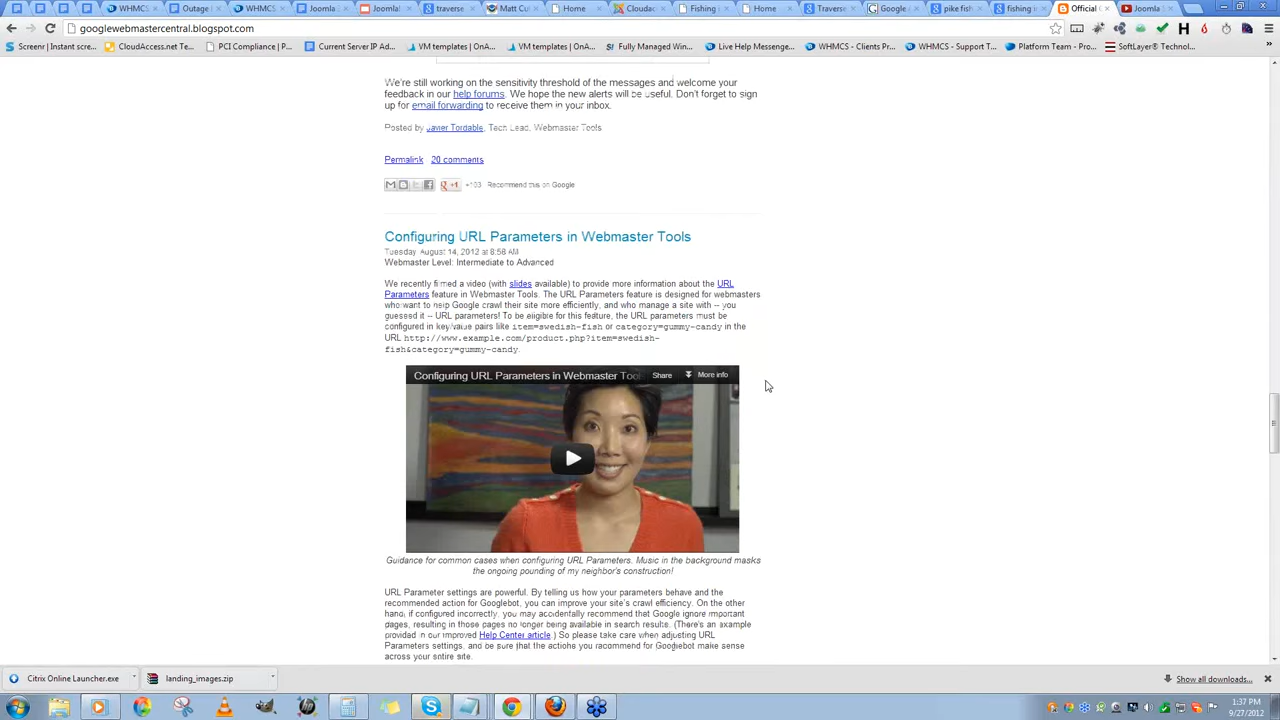 Outage
WHMCS
Joomla
Joomla!
traverse
Matt Cu
Home
Cloudac
Fishing i
Home
Traverse
Google
pike fish
fishing in
Official
Joomla
googlewebmastercentral.blogspot.com
Screenr | Instant scre...
CloudAccess.net Te...
PCI Compliance | Pc...
Current Server IP Ad...
VM templates ( OnA...
VM templates ( OnA...
Fully Managed Win...
Live Help Messenge...
WHMCS - Clients Pr...
WHMCS - Support T...
Platform Team - Pro...
SoftLayer® Technol...
We're still working on the sensitivity threshold of the messages and welcome your
feedback in our help forums. We hope the new alerts will be useful. Don't forget to sign
up for email forwarding to receive them in your inbox.
Posted by Javier Tordable, Tech Lead, Webmaster Tools
Permalink 20 comments
+1 +103 Recommend this on Google
Configuring URL Parameters in Webmaster Tools
Tuesday, August 14, 2012 at 8:58 AM
Webmaster Level: Intermediate to Advanced
We recently filmed a video (with slides available) to provide more information about the URL
Parameters feature in Webmaster Tools. The URL Parameters feature is designed for webmasters
who want to help Google crawl their site more efficiently, and who manage a site with -- you
guessed it -- URL parameters! To be eligible for this feature, the URL parameters must be
configured in key/value pairs like item=swedish-fish or category=gummy-candy in the
URL http://www.example.com/product.php?item=swedish-
fish&category=gummy-candy.
Configuring URL Parameters in Webmaster Too Share More info
Guidance for common cases when configuring URL Parameters. Music in the background masks
the ongoing pounding of my neighbor's construction!
URL Parameter settings are powerful. By telling us how your parameters behave and the
recommended action for Googlebot, you can improve your site's crawl efficiency. On the other
hand, if configured incorrectly, you may accidentally recommend that Google ignore important
pages, resulting in those pages no longer being available in search results. (There's an example
provided in our improved Help Center article.) So please take care when adjusting URL
Parameters settings, and be sure that the actions you recommend for Googlebot make sense
across your entire site.
Citrix Online Launcher.exe
landing_images.zip
Show all downloads...
1:37 PM
9/27/2012